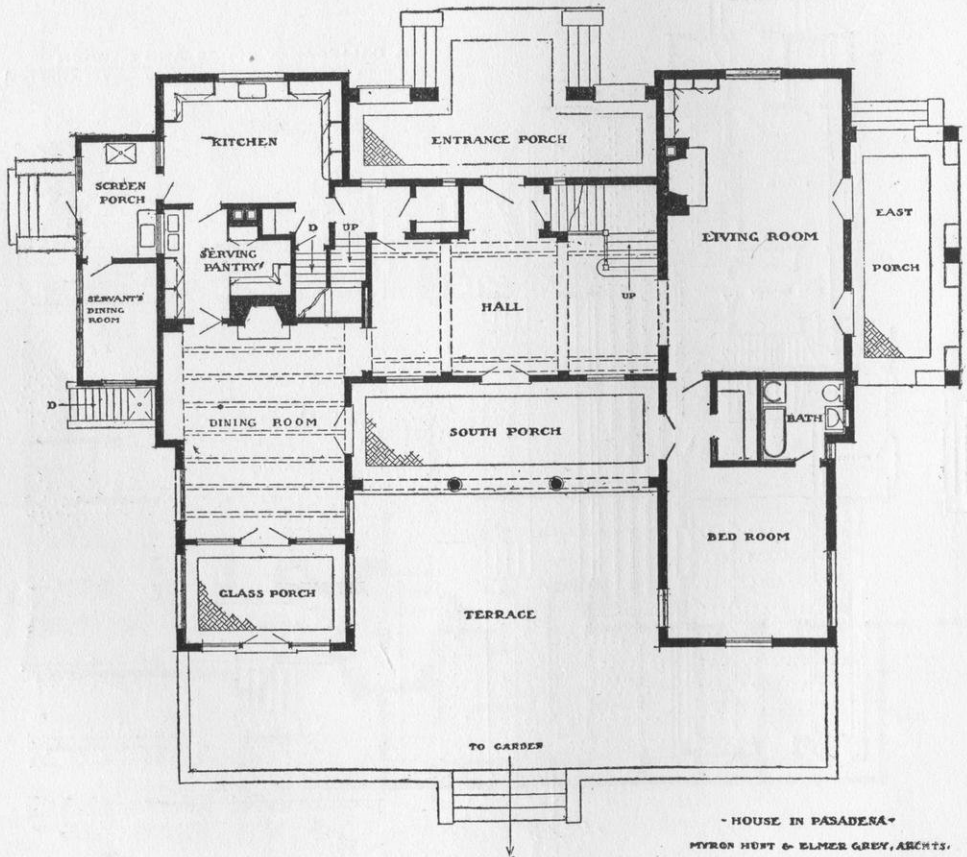 KITCHEN
ENTRANCE PORCH
SCREEN
PORCH
EAST
PORCH
LIVING ROOM
D
UP
SERVING
PANTRY
SERVANTS'
DINING
ROOM
HALL
UP
D
DINING ROOM
SOUTH PORCH
BATH
BED ROOM
GLASS PORCH
TERRACE
TO GARDEN
- HOUSE IN PASADENA -
MYRON HUNT & ELMER GREY, ARCHTS.